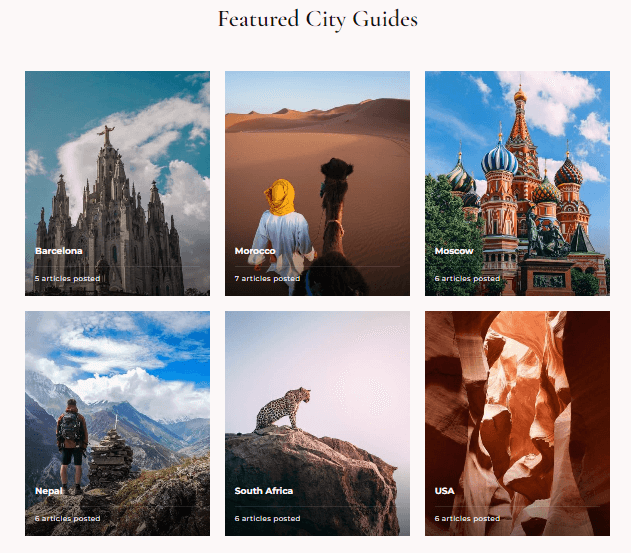 Featured City Guides
Barcelona
5 articles posted
Morocco
7 articles posted
Moscow
6 articles posted
Nepal
6 articles posted
South Africa
6 articles posted
USA
6 articles posted